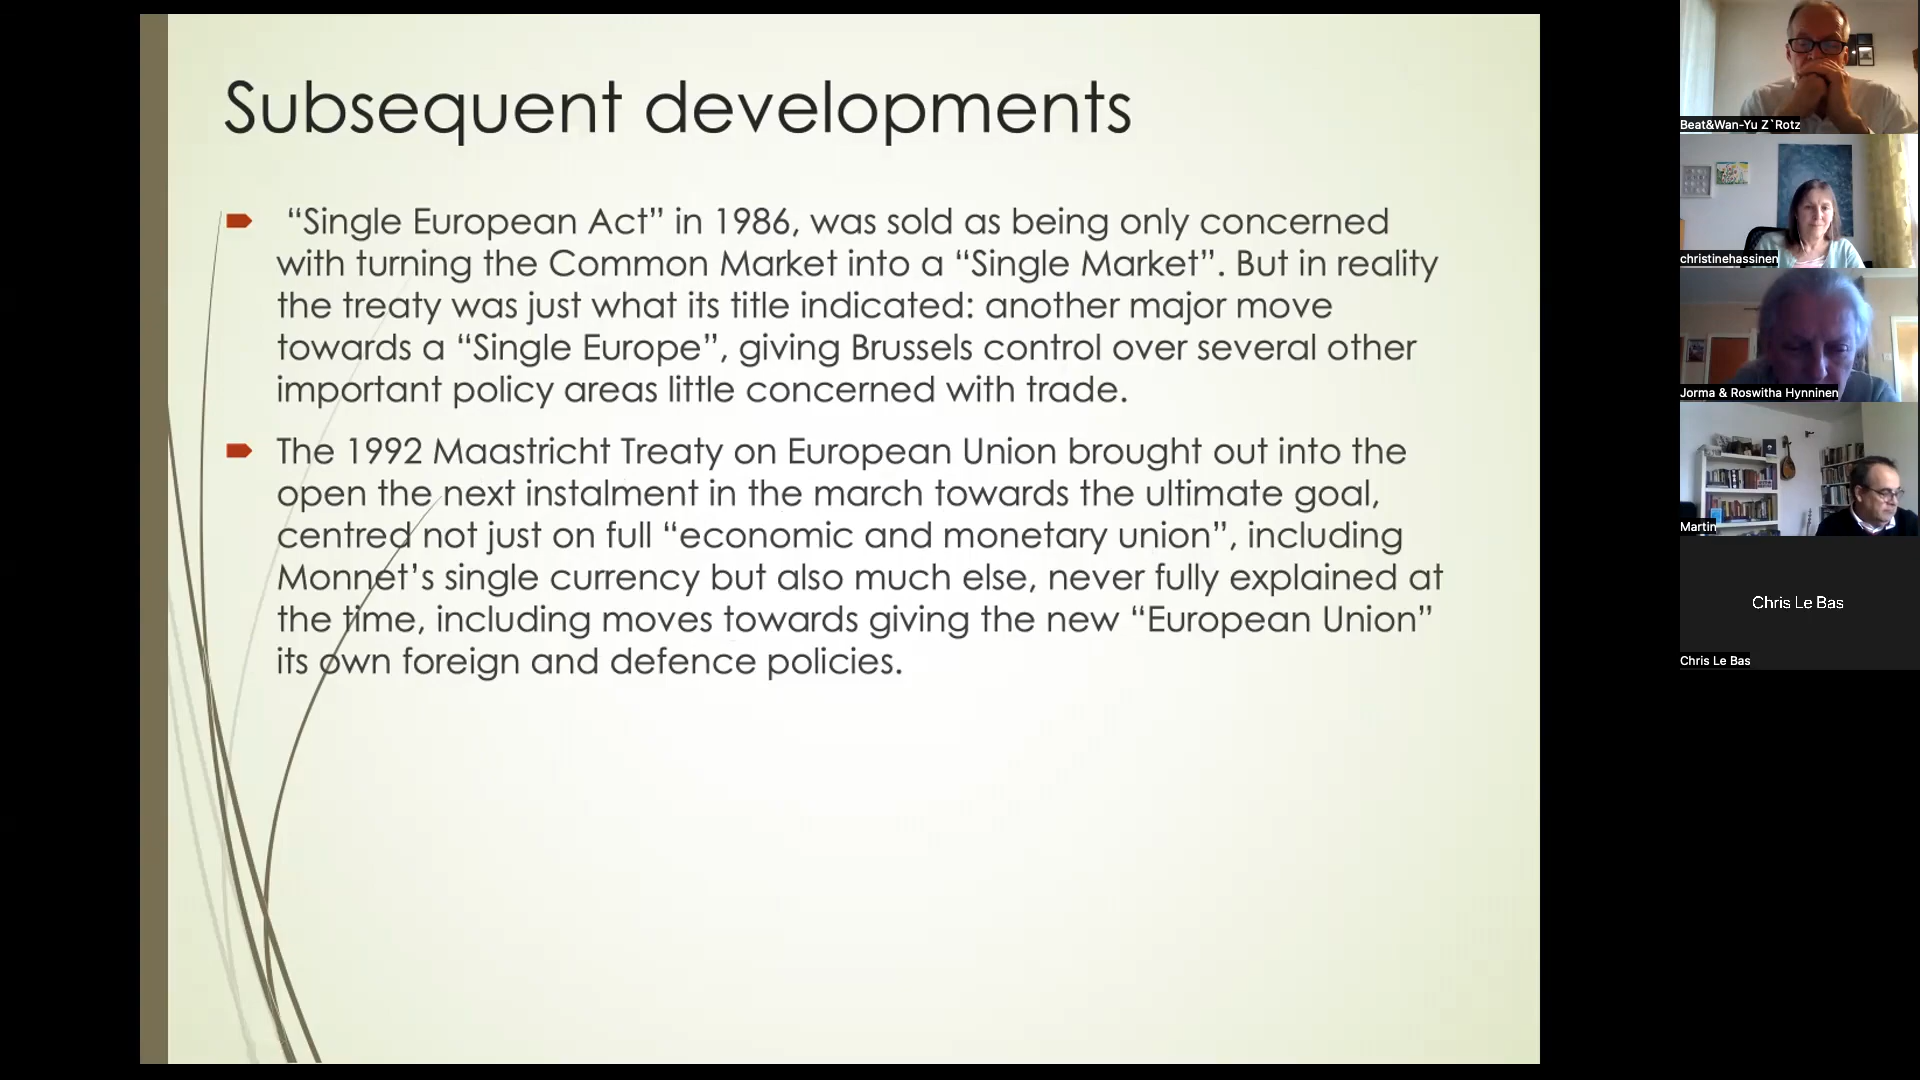 Subsequent developments
“Single European Act” in 1986, was sold as being only concerned
with turning the Common Market into a “Single Market”. But in reality
the treaty was just what its title indicated: another major move
towards a “Single Europe”, giving Brussels control over several other
important policy areas little concerned with trade.
The 1992 Maastricht Treaty on European Union brought out into the
open the next instalment in the march towards the ultimate goal,
centred not just on full “economic and monetary union”, including
Monnet’s single currency but also much else, never fully explained at
the time, including moves towards giving the new “European Union”
its own foreign and defence policies.
Beat&Wan-Yu Z`Rotz
christinehassinen
Jorma & Roswitha Hynninen
Martin
Chris Le Bas
Chris Le Bas